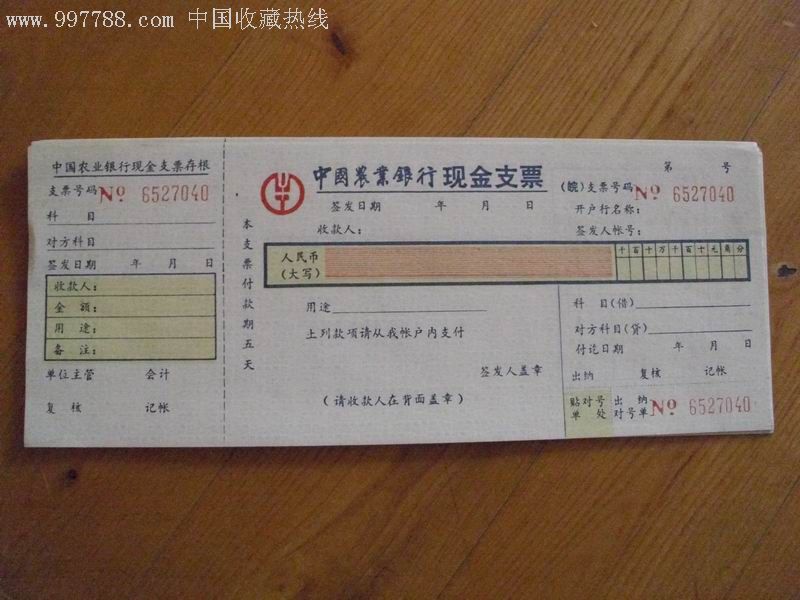 www.997788.com 中国收藏热线
中国农业银行现金支票存根
支票号码 No 6527040
科 目
对方科目
签发日期 年 月 日
收款人：
金 额：
用 途：
备 注：
单位主管 会计
复 核 记帐
本支票付款期五天
中國農業銀行 现金支票
签发日期 年 月 日
收款人：
第 号
(皖)支票号码 No 6527040
开户行名称：
签发人帐号：
人民币
(大写)
千 百 十 万 千 百 十 元 角 分
用途
上列款项请从我帐户内支付
签发人盖章
(请收款人在背面盖章)
科 目(借)
对方科目(贷)
付讫日期 年 月 日
出纳 复核 记帐
贴对号 出 纳
单 处 对号单 No 6527040